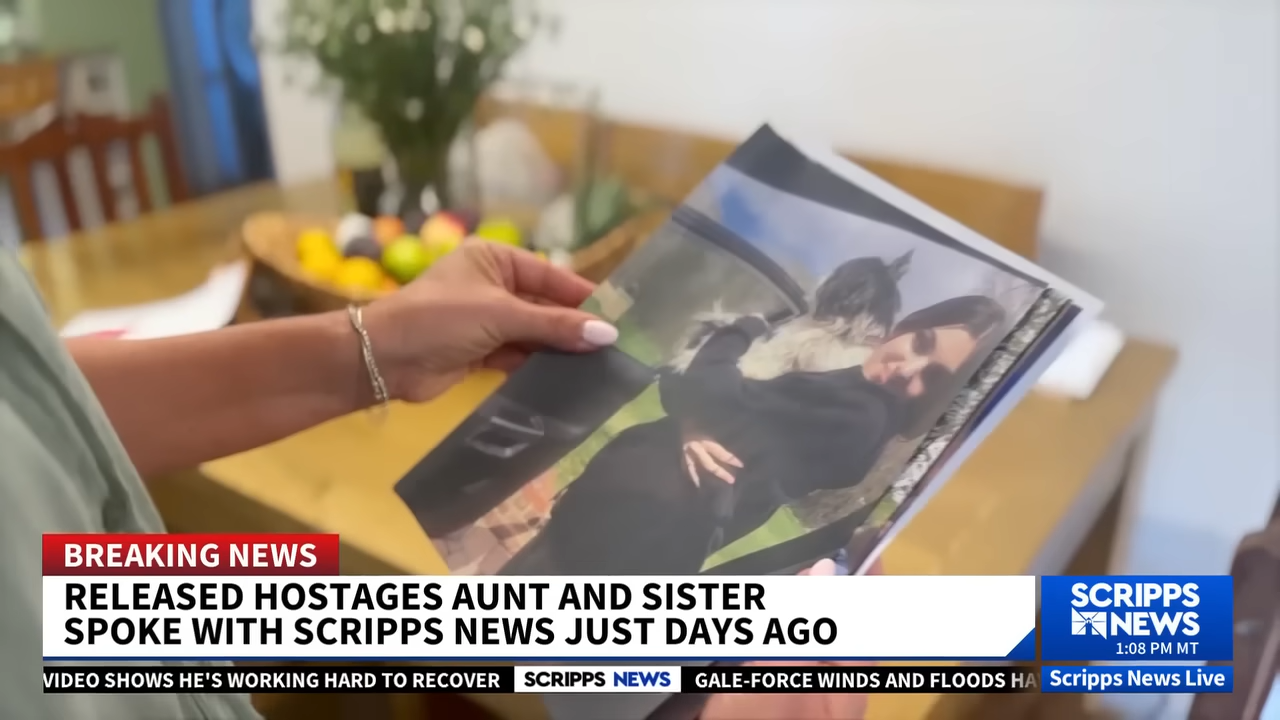 BREAKING NEWS
RELEASED HOSTAGES AUNT AND SISTER
SPOKE WITH SCRIPPS NEWS JUST DAYS AGO
SCRIPPS
NEWS
1:08 PM MT
VIDEO SHOWS HE'S WORKING HARD TO RECOVER SCRIPPS NEWS GALE-FORCE WINDS AND FLOODS
Scripps News Live